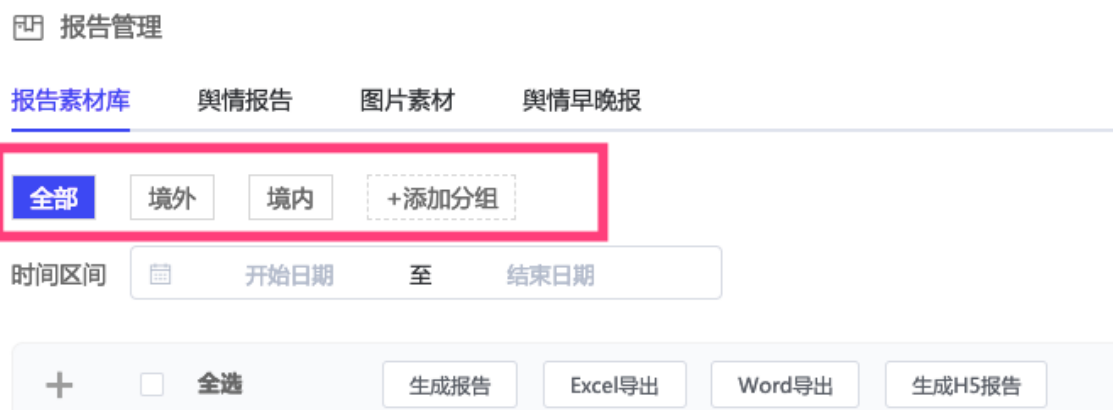 报告管理
报告素材库 舆情报告 图片素材 舆情早晚报
全部 境外 境内 +添加分组
时间区间 开始日期 至 结束日期
全选 生成报告 Excel导出 Word导出 生成H5报告